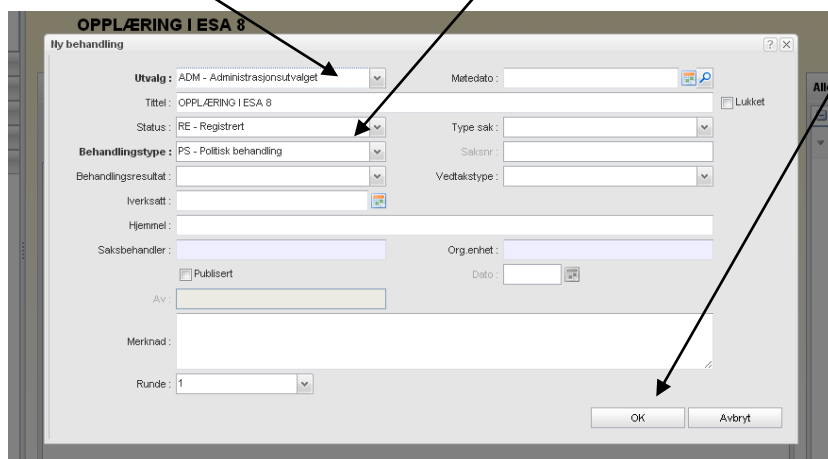 OPPLÆRING I ESA 8
Ny behandling
Utvalg : ADM - Administrasjonsutvalget Møtedato :
Tittel : OPPLÆRING I ESA 8 Lukket
Status : RE - Registrert Type sak :
Behandlingstype : PS - Politisk behandling Saksnr :
Behandlingsresultat : Vedtakstype :
Iverksatt :
Hjemmel :
Saksbehandler : Org.enhet :
Publisert Dato :
Av :
Merknad :
Runde : 1
OK Avbryt